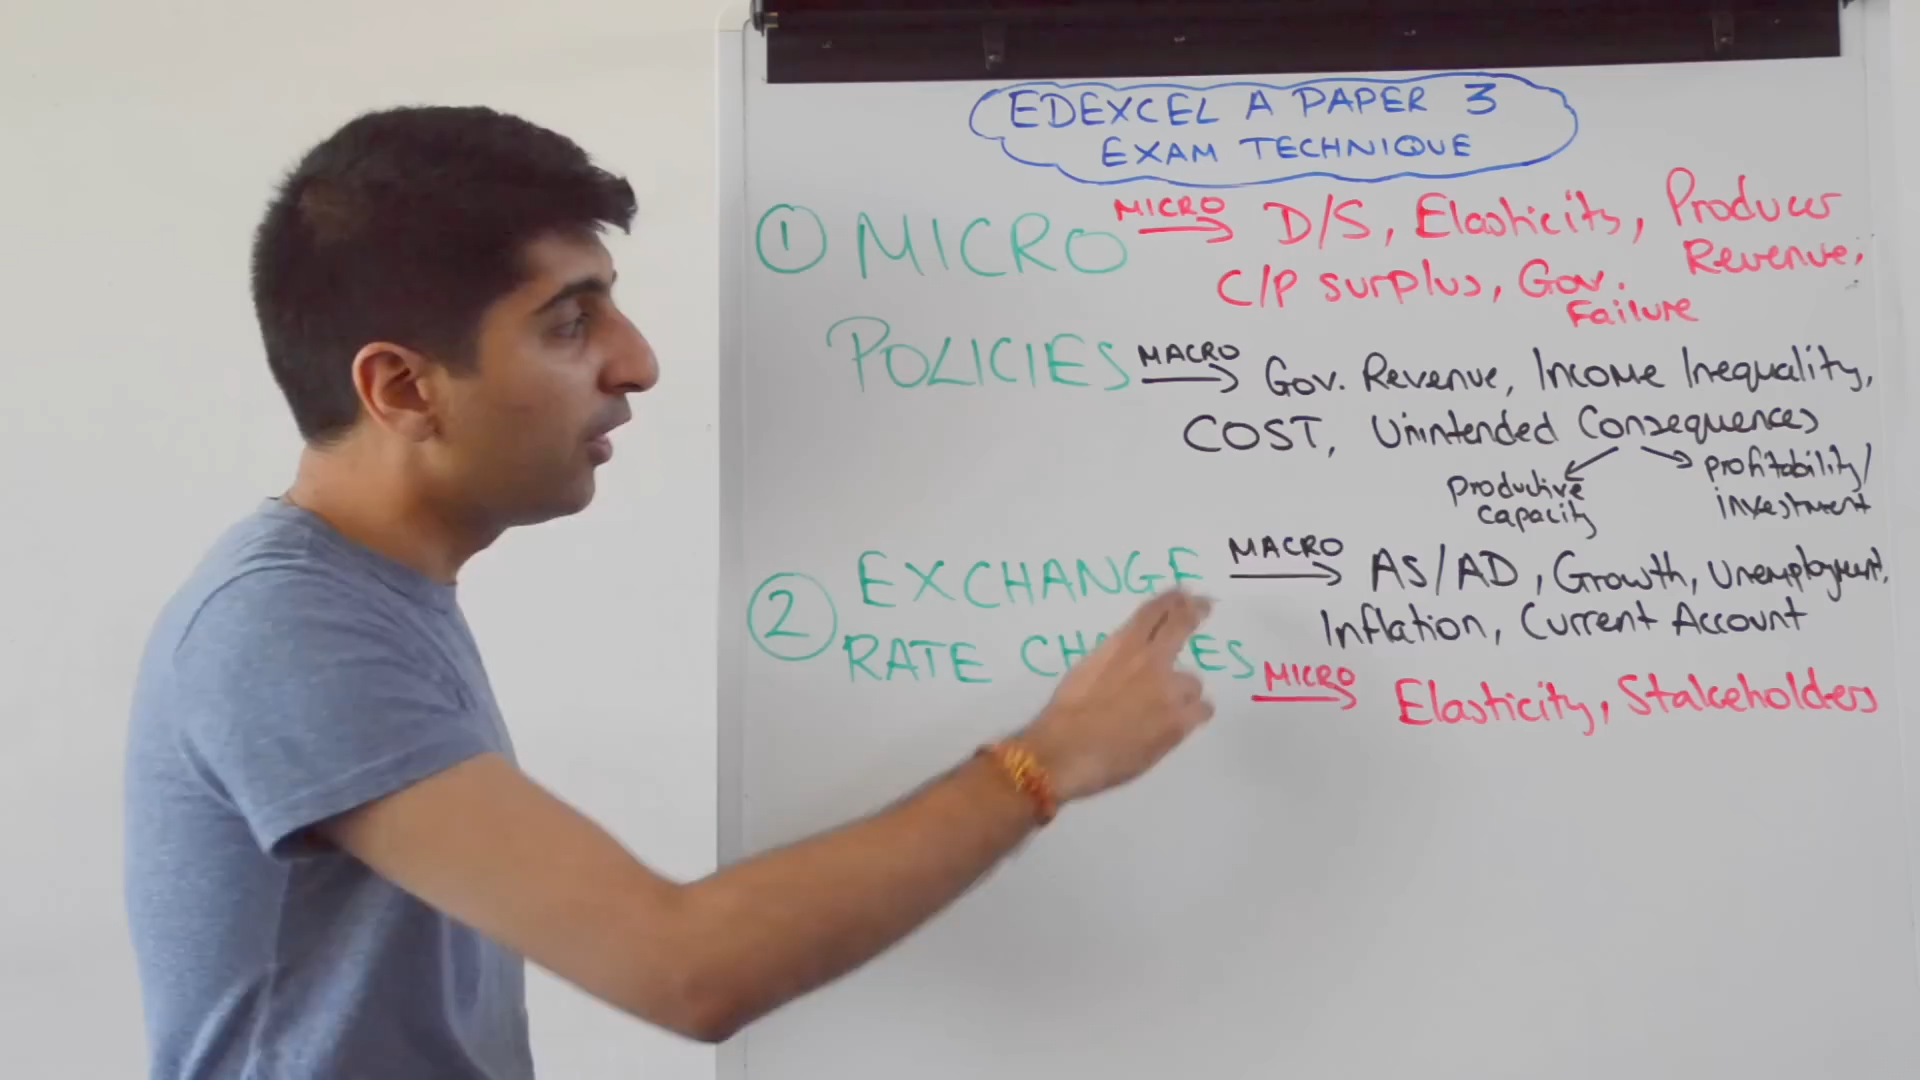 EDEXCEL A PAPER 3
EXAM TECHNIQUE
① MICRO
MICRO
D/S, Elasticity, Producer
Revenue,
C/P surplus, Gov.
Failure
POLICIES
MACRO
Gov. Revenue, Income Inequality,
COST, Unintended Consequences
productive
capacity
profitability/
investment
② EXCHANGE
RATE
MACRO
AS/AD, Growth, Unemployment,
Inflation, Current Account
MICRO
Elasticity, Stakeholders